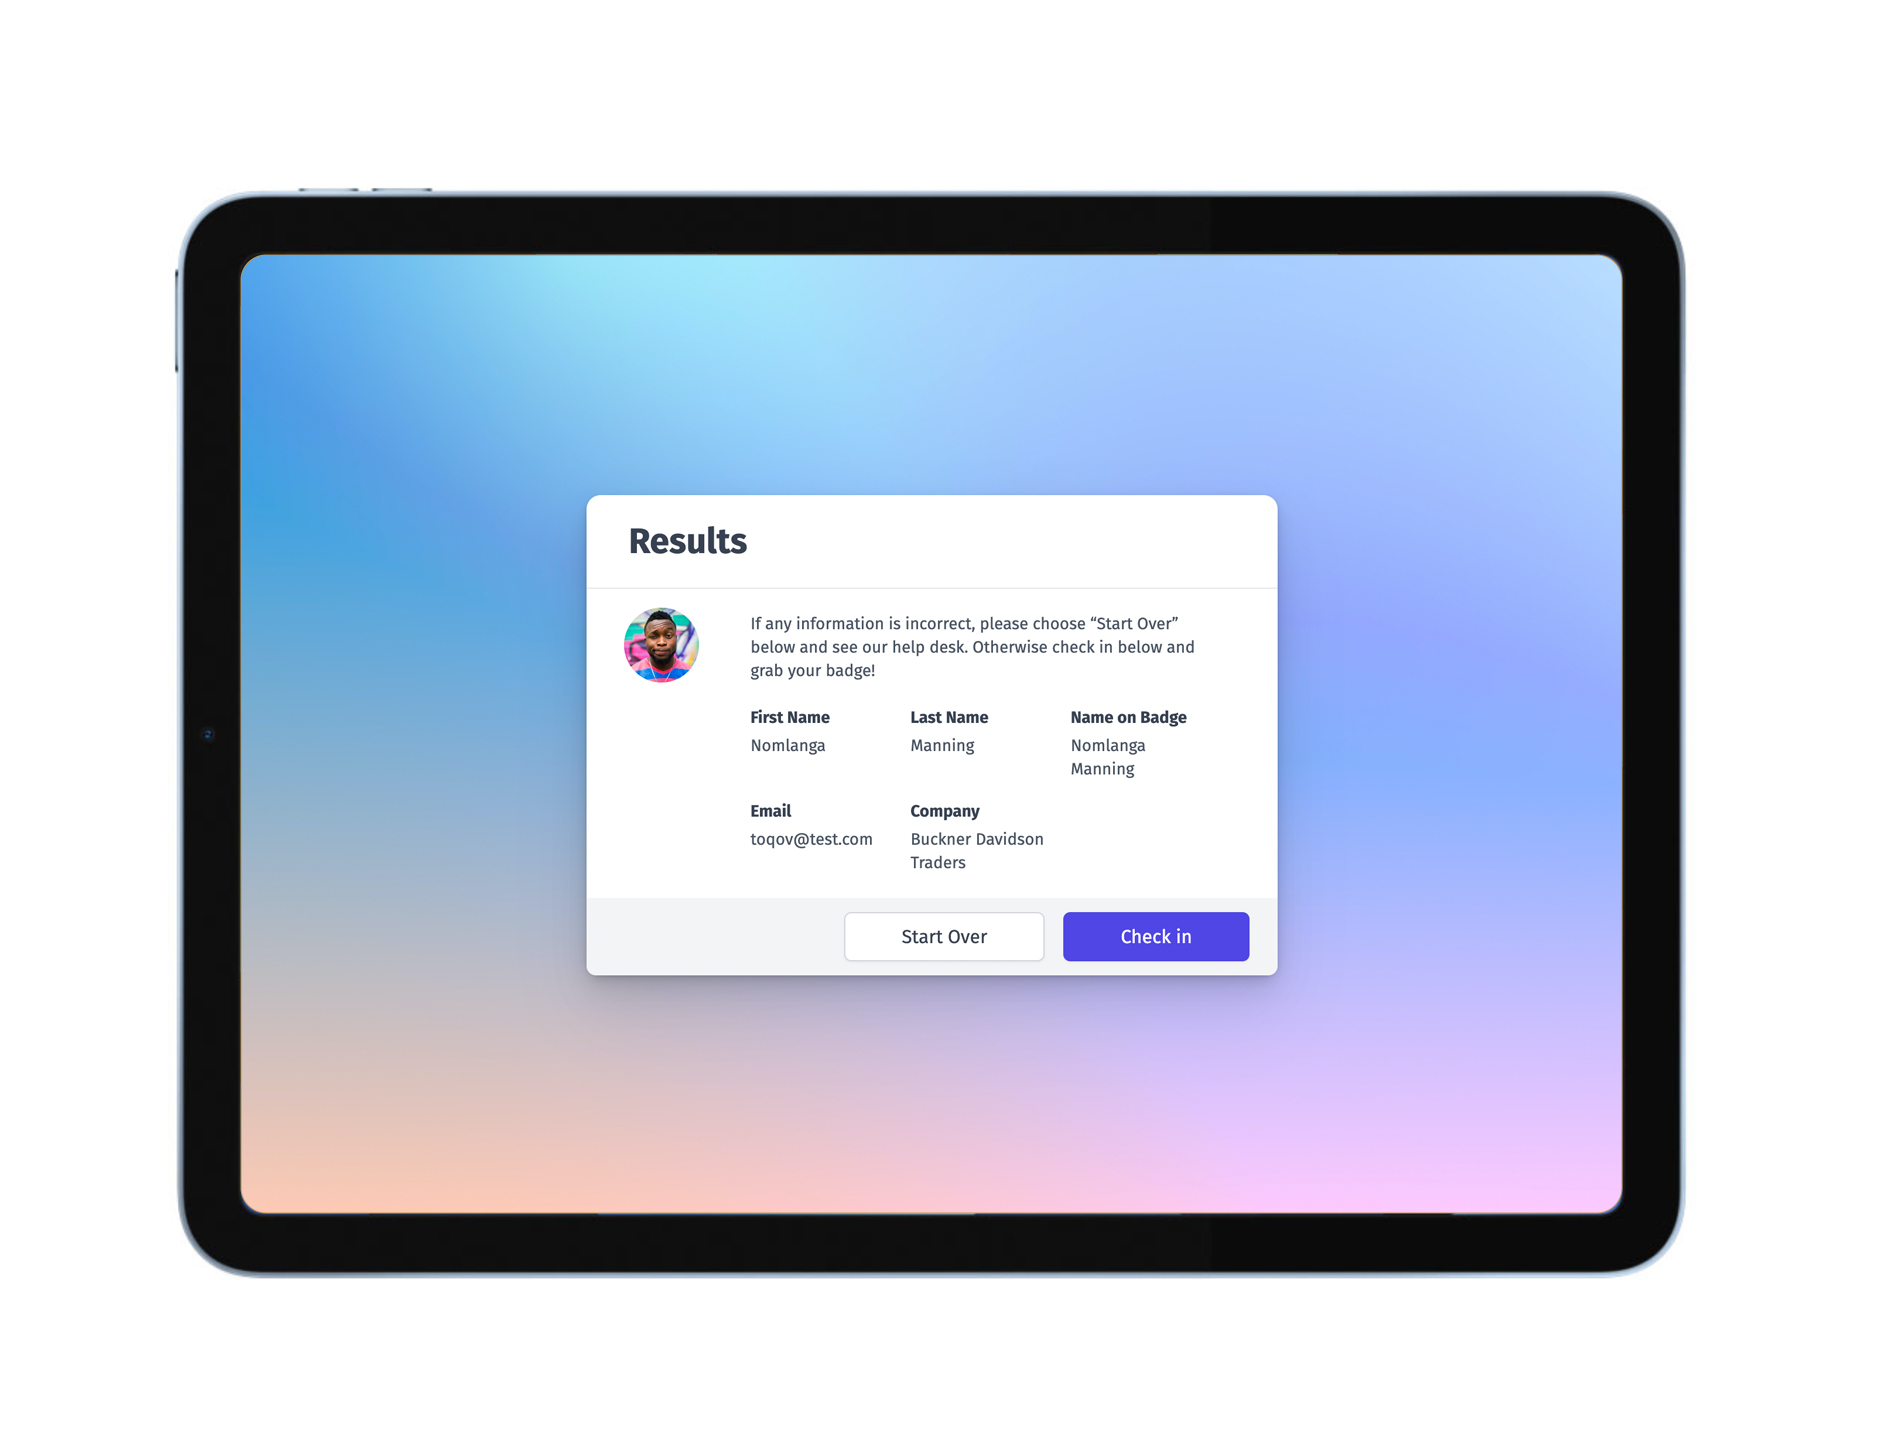 Results
If any information is incorrect, please choose “Start Over”
below and see our help desk. Otherwise check in below and
grab your badge!
First Name
Nomlanga
Last Name
Manning
Name on Badge
Nomlanga
Manning
Email
toqov@test.com
Company
Buckner Davidson
Traders
Start Over
Check in